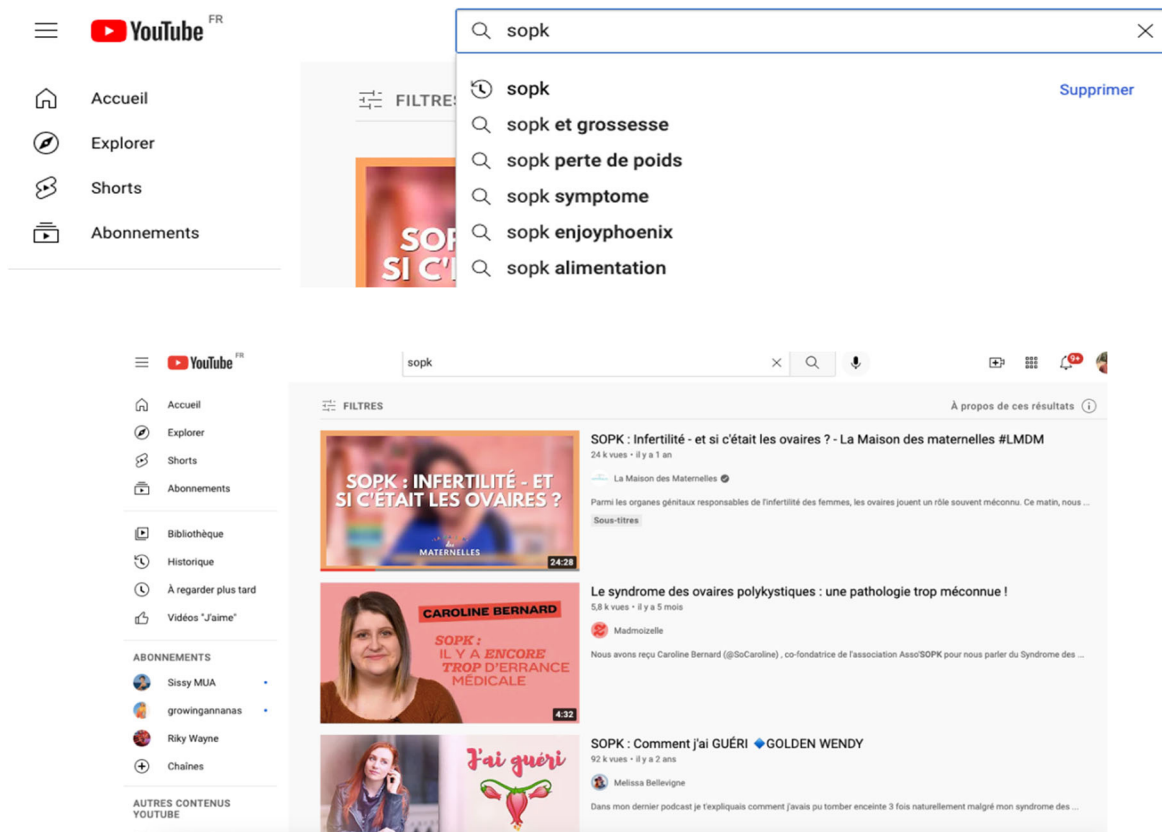 YouTube FR
sopk
Accueil
Explorer
Shorts
Abonnements
FILTRES
sopk
Supprimer
sopk et grossesse
sopk perte de poids
sopk symptome
sopk enjoyphoenix
sopk alimentation
SOP
SI C'
YouTube FR
sopk
9+
Accueil
Explorer
Shorts
Abonnements
Bibliothèque
Historique
À regarder plus tard
Vidéos "J'aime"
ABONNEMENTS
Sissy MUA
growingannanas
Riky Wayne
Chaînes
AUTRES CONTENUS
YOUTUBE
FILTRES
À propos de ces résultats
SOPK : INFERTILITÉ - ET
SI C'ÉTAIT LES OVAIRES ?
des
MATERNELLES
24:28
SOPK : Infertilité - et si c'était les ovaires ? - La Maison des maternelles #LMDM
24 k vues • il y a 1 an
La Maison des Maternelles
Parmi les organes génitaux responsables de l'infertilité des femmes, les ovaires jouent un rôle souvent méconnu. Ce matin, nous ...
Sous-titres
CAROLINE BERNARD
SOPK :
IL Y A ENCORE
TROP D'ERRANCE
MÉDICALE
4:32
Le syndrome des ovaires polykystiques : une pathologie trop méconnue !
5,8 k vues • il y a 5 mois
Madmoizelle
Nous avons reçu Caroline Bernard (@SoCaroline) , co-fondatrice de l'association Asso'SOPK pour nous parler du Syndrome des ...
J'ai guéri
SOPK : Comment j'ai GUÉRI 🔷GOLDEN WENDY
92 k vues • il y a 2 ans
Melissa Bellevigne
Dans mon dernier podcast je t'expliquais comment j'avais pu tomber enceinte 3 fois naturellement malgré mon syndrome des ...